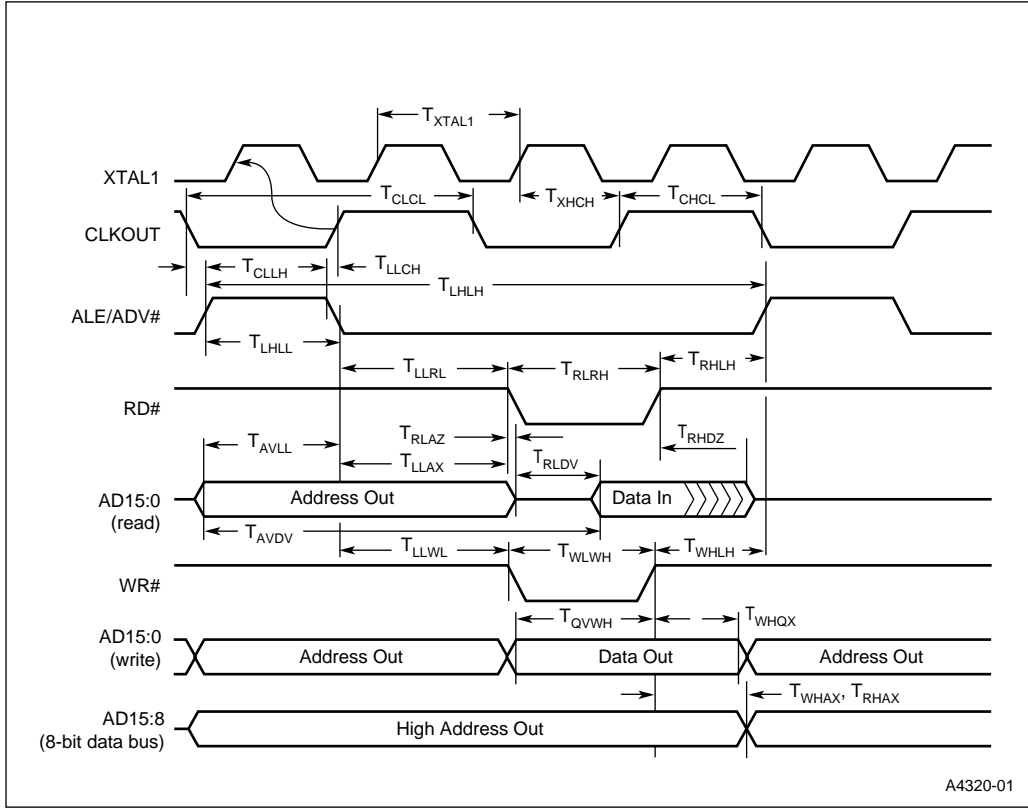 T_XTAL1
XTAL1
T_CLCL
T_XHCH
T_CHCL
CLKOUT
T_CLLH
T_LLCH
T_LHLH
ALE/ADV#
T_LHLL
T_LLRL
T_RLRH
T_RHLH
RD#
T_AVLL
T_RLAZ
T_RHDZ
T_LLAX
T_RLDV
AD15:0
(read)
Address Out
Data In
T_AVDV
T_LLWL
T_WLWH
T_WHLH
WR#
T_QVWH
T_WHQX
AD15:0
(write)
Address Out
Data Out
Address Out
T_WHAX, T_RHAX
AD15:8
(8-bit data bus)
High Address Out
A4320-01